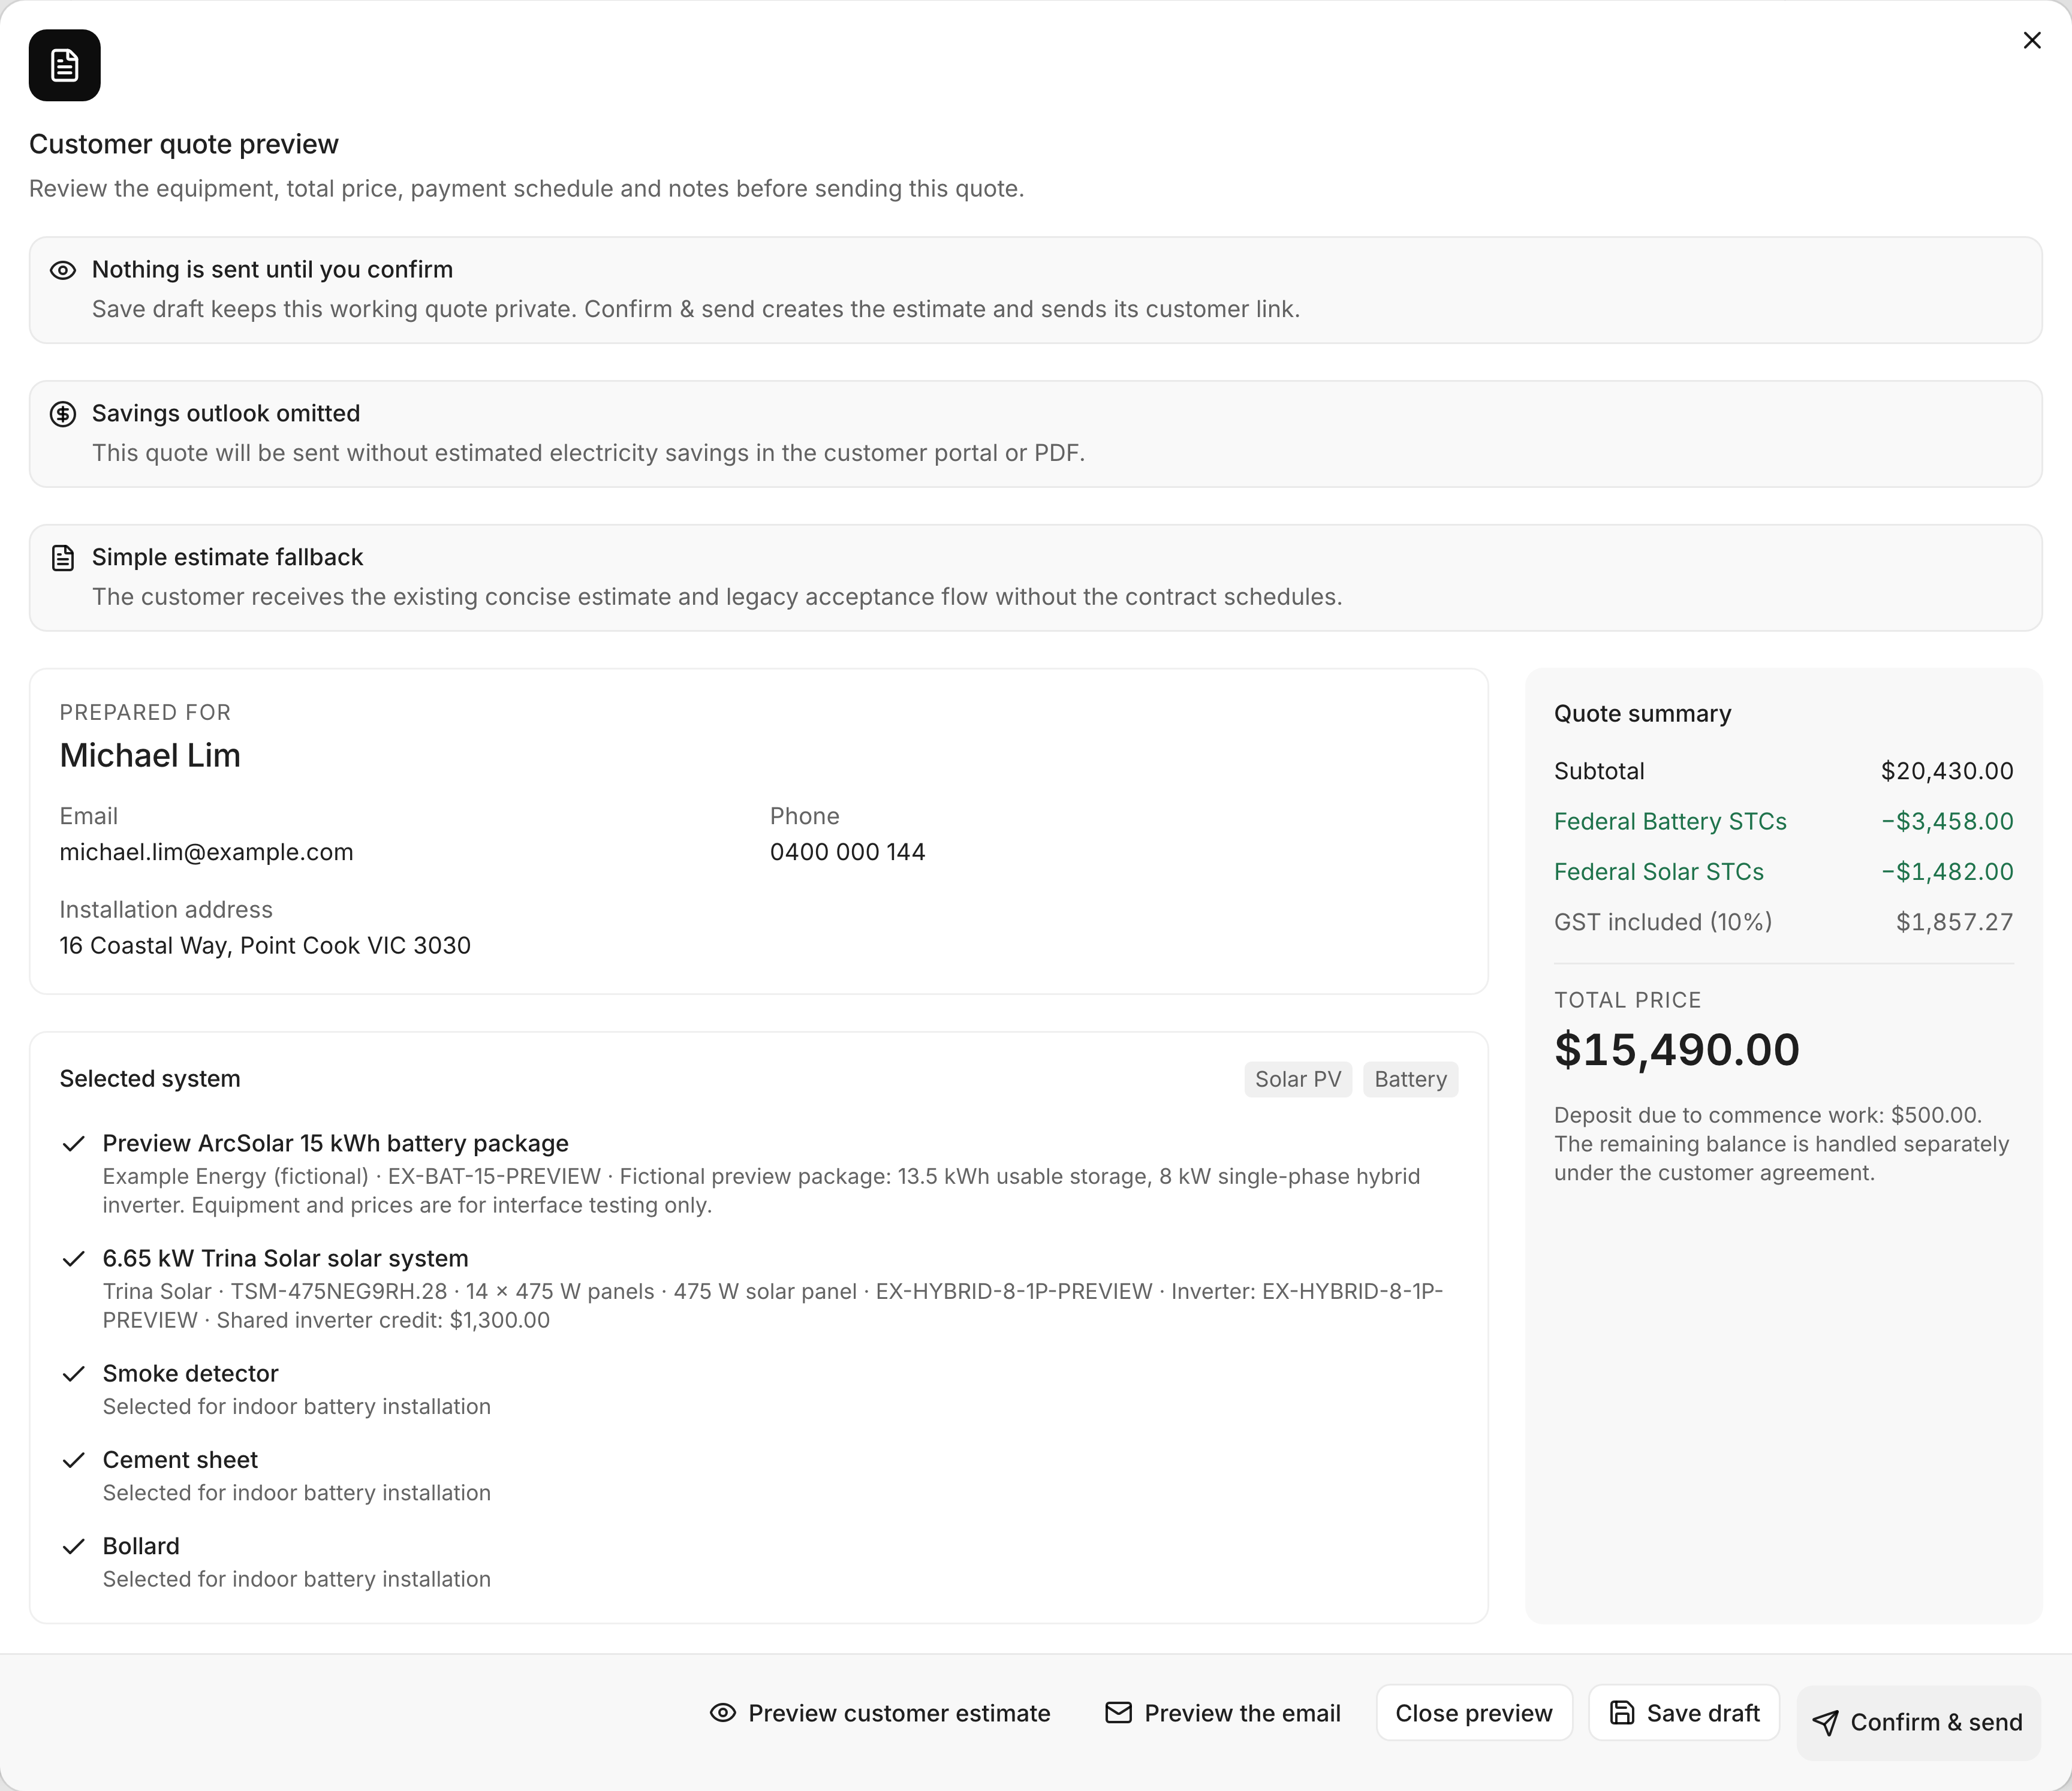 Customer quote preview
Review the equipment, total price, payment schedule and notes before sending this quote.
Nothing is sent until you confirm
Save draft keeps this working quote private. Confirm & send creates the estimate and sends its customer link.
Savings outlook omitted
This quote will be sent without estimated electricity savings in the customer portal or PDF.
Simple estimate fallback
The customer receives the existing concise estimate and legacy acceptance flow without the contract schedules.
PREPARED FOR
Michael Lim
Email
michael.lim@example.com
Phone
0400 000 144
Installation address
16 Coastal Way, Point Cook VIC 3030
Selected system
Solar PV
Battery
Preview ArcSolar 15 kWh battery package
Example Energy (fictional) · EX-BAT-15-PREVIEW · Fictional preview package: 13.5 kWh usable storage, 8 kW single-phase hybrid
inverter. Equipment and prices are for interface testing only.
6.65 kW Trina Solar solar system
Trina Solar · TSM-475NEG9RH.28 · 14 × 475 W panels · 475 W solar panel · EX-HYBRID-8-1P-PREVIEW · Inverter: EX-HYBRID-8-1P-
PREVIEW · Shared inverter credit: $1,300.00
Smoke detector
Selected for indoor battery installation
Cement sheet
Selected for indoor battery installation
Bollard
Selected for indoor battery installation
Quote summary
Subtotal $20,430.00
Federal Battery STCs −$3,458.00
Federal Solar STCs −$1,482.00
GST included (10%) $1,857.27
TOTAL PRICE
$15,490.00
Deposit due to commence work: $500.00.
The remaining balance is handled separately
under the customer agreement.
Preview customer estimate
Preview the email
Close preview
Save draft
Confirm & send